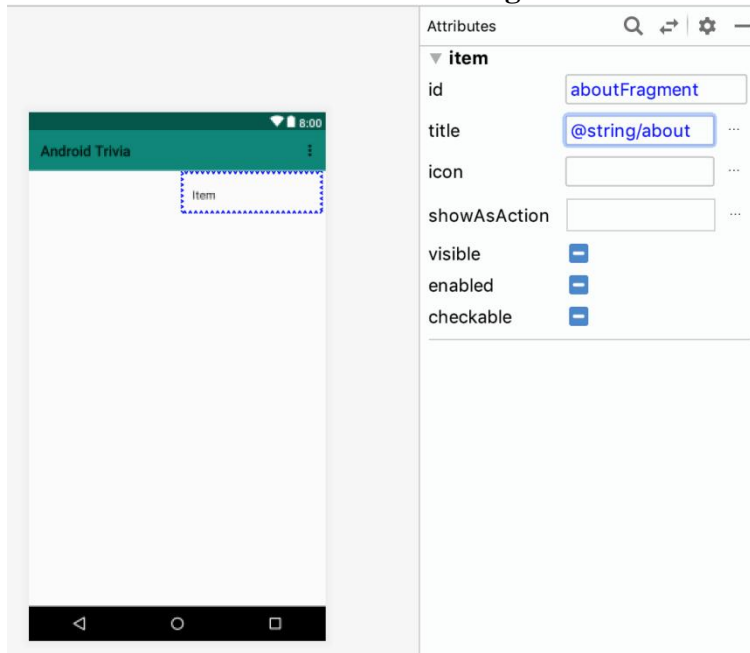 Attributes
item
id aboutFragment
title @string/about ...
icon ...
showAsAction ...
visible
enabled
checkable
8:00
Android Trivia
Item